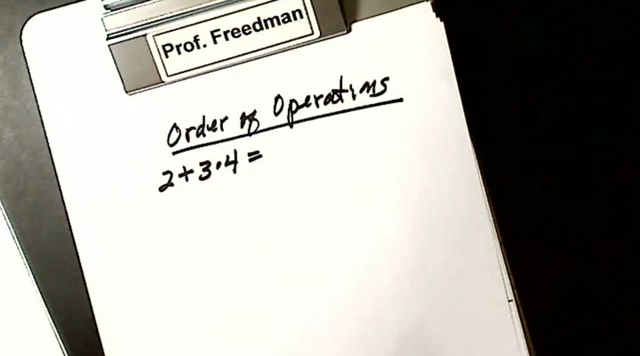 Prof. Freedman
Order of Operations
2+3·4=